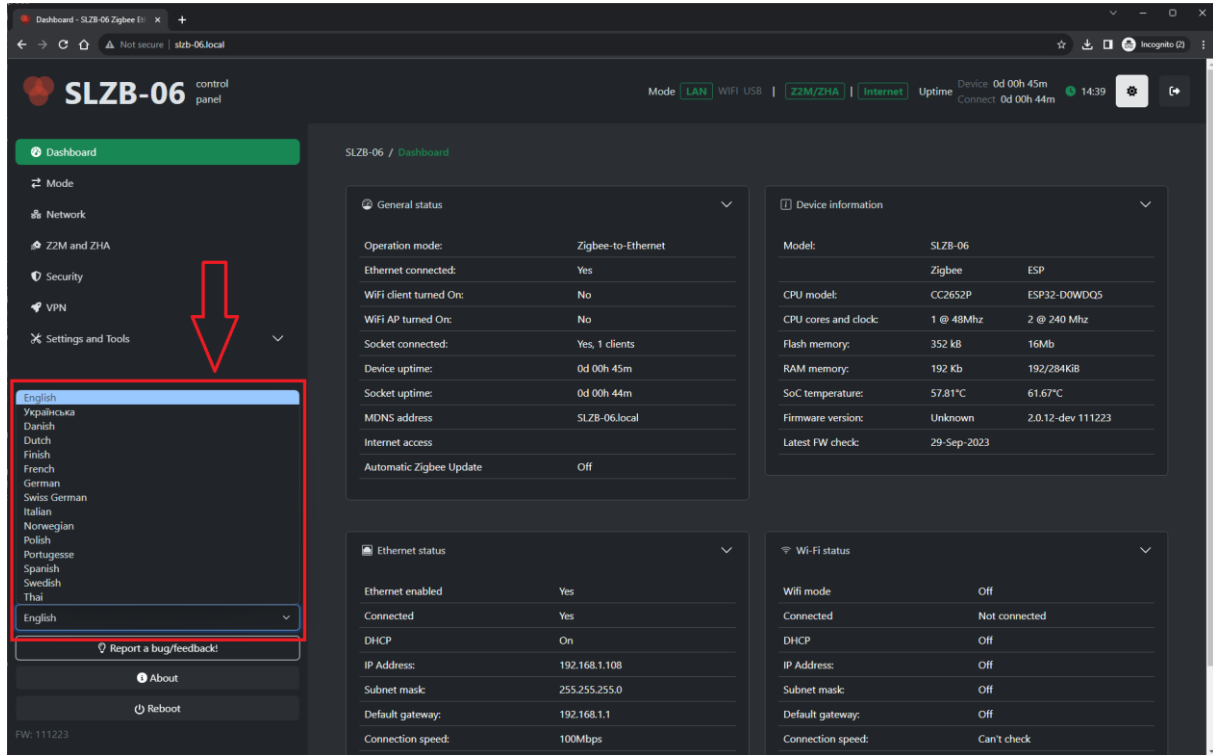 Dashboard - SLZB-06 Zigbee Et
Not secure | slzb-06.local
Incognito (2)
SLZB-06 control panel
Mode LAN WIFI USB | Z2M/ZHA | Internet Uptime Device 0d 00h 45m Connect 0d 00h 44m 14:39
Dashboard
Mode
Network
Z2M and ZHA
Security
VPN
Settings and Tools
English
Українська
Danish
Dutch
Finish
French
German
Swiss German
Italian
Norwegian
Polish
Portugesse
Spanish
Swedish
Thai
English
Report a bug/feedback!
About
Reboot
FW: 111223
SLZB-06 / Dashboard
General status
Operation mode: Zigbee-to-Ethernet
Ethernet connected: Yes
WiFi client turned On: No
WiFi AP turned On: No
Socket connected: Yes, 1 clients
Device uptime: 0d 00h 45m
Socket uptime: 0d 00h 44m
MDNS address SLZB-06.local
Internet access
Automatic Zigbee Update Off
Device information
Model: SLZB-06
Zigbee ESP
CPU model: CC2652P ESP32-D0WDQ5
CPU cores and clock: 1 @ 48Mhz 2 @ 240 Mhz
Flash memory: 352 kB 16Mb
RAM memory: 192 Kb 192/284KiB
SoC temperature: 57.81°C 61.67°C
Firmware version: Unknown 2.0.12-dev 111223
Latest FW check: 29-Sep-2023
Ethernet status
Ethernet enabled Yes
Connected Yes
DHCP On
IP Address: 192.168.1.108
Subnet mask: 255.255.255.0
Default gateway: 192.168.1.1
Connection speed: 100Mbps
Wi-Fi status
Wifi mode Off
Connected Not connected
DHCP Off
IP Address: Off
Subnet mask: Off
Default gateway: Off
Connection speed: Can't check